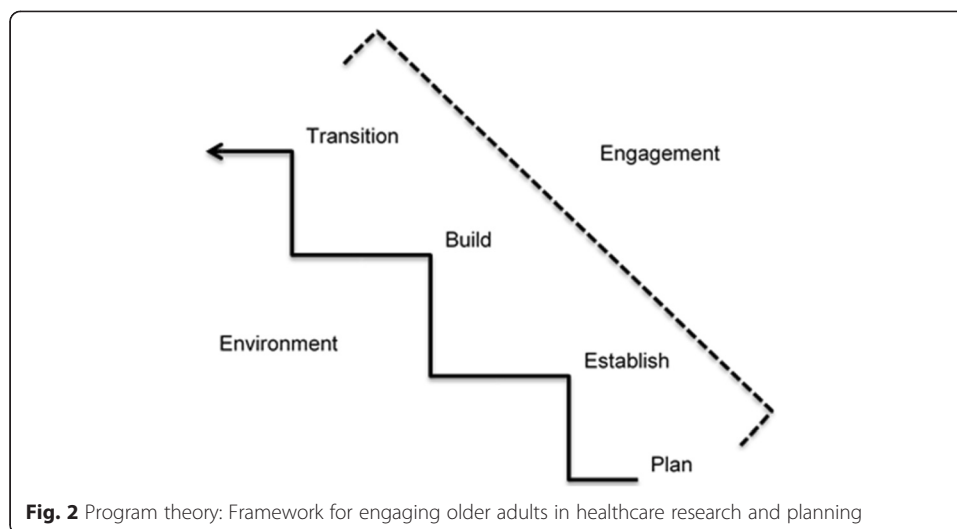 Transition
Engagement
Build
Environment
Establish
Plan
Fig. 2 Program theory: Framework for engaging older adults in healthcare research and planning